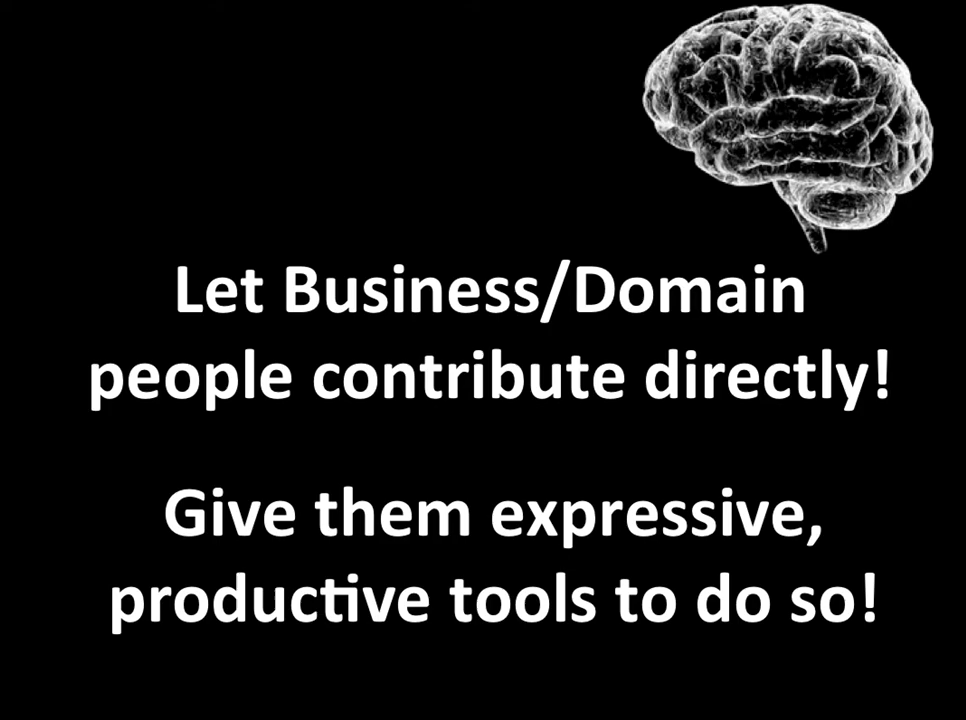 Let Business/Domain
people contribute directly!
Give them expressive,
productive tools to do so!